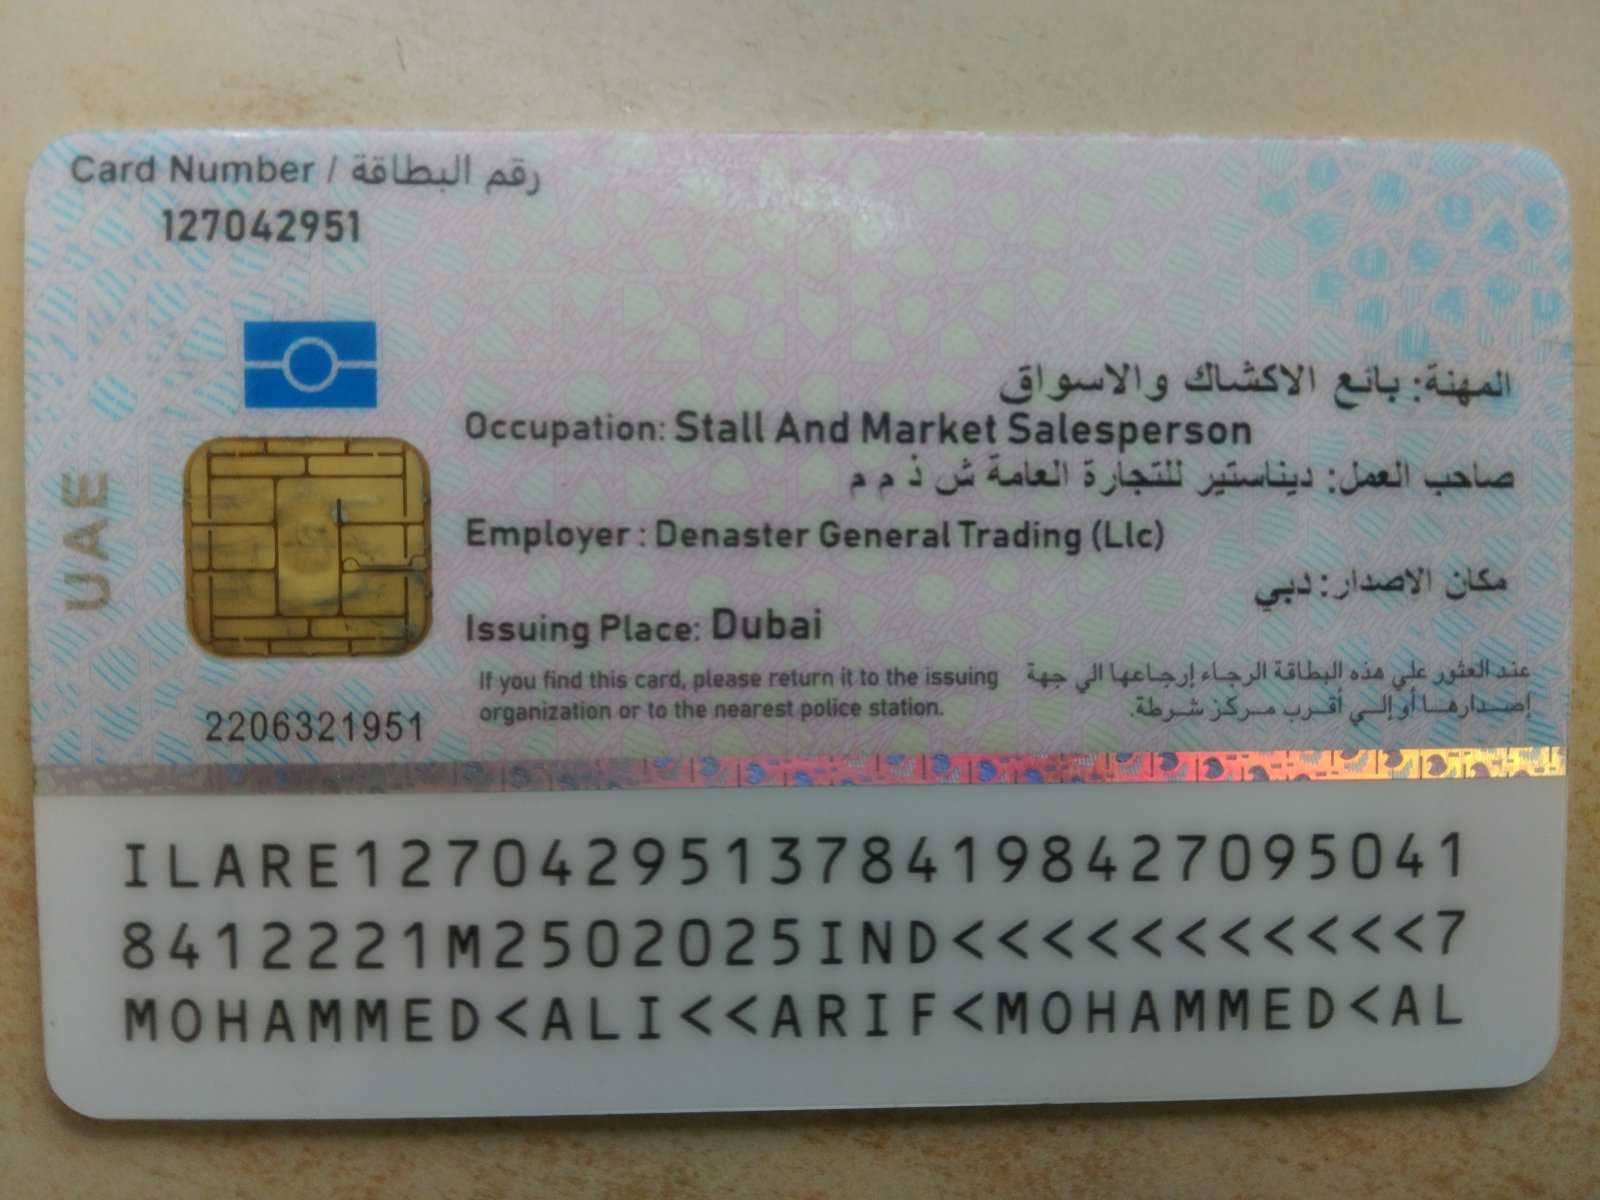 Card Number / رقم البطاقة
127042951
المهنة: بائع الاكشاك والاسواق
Occupation: Stall And Market Salesperson
صاحب العمل: ديناستير للتجارة العامة ش ذ م م
Employer : Denaster General Trading (Llc)
مكان الاصدار: دبي
Issuing Place: Dubai
UAE
If you find this card, please return it to the issuing
organization or to the nearest police station.
عند العثور علي هذه البطاقة الرجاء إرجاعها الي جهة
إصدارها أو إلي أقرب مركز شرطة.
2206321951
ILARE1270429513784198427095041
8412221M2502025IND<<<<<<<<<<<7
MOHAMMED<ALI<<ARIF<MOHAMMED<AL